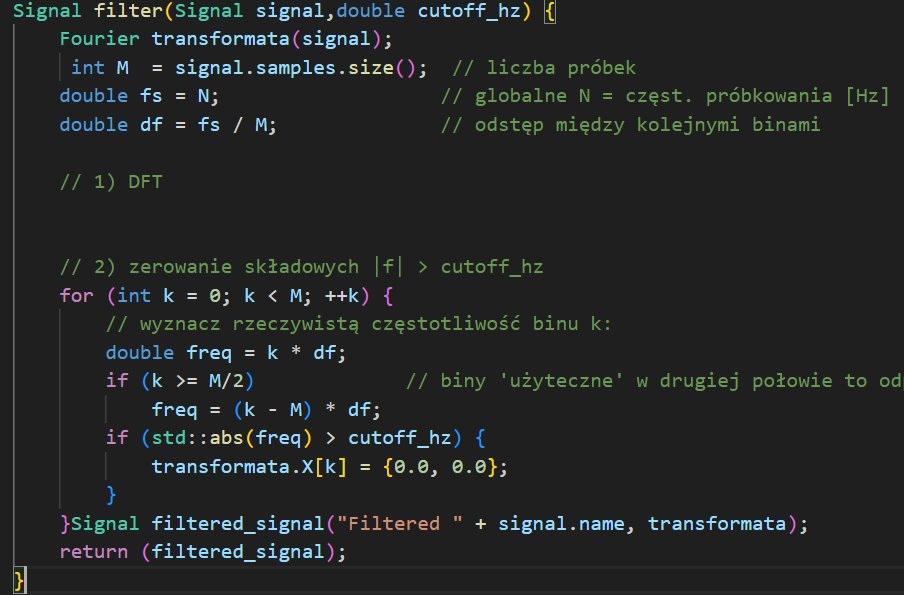 Signal filter(Signal signal,double cutoff_hz) {
Fourier transformata(signal);
int M  = signal.samples.size();  // liczba próbek
double fs = N;                   // globalne N = częst. próbkowania [Hz]
double df = fs / M;              // odstęp między kolejnymi binami
// 1) DFT
// 2) zerowanie składowych |f| > cutoff_hz
for (int k = 0; k < M; ++k) {
// wyznacz rzeczywistą częstotliwość binu k:
double freq = k * df;
if (k >= M/2)             // biny 'użyteczne' w drugiej połowie to
freq = (k - M) * df;
if (std::abs(freq) > cutoff_hz) {
transformata.X[k] = {0.0, 0.0};
}
}Signal filtered_signal("Filtered " + signal.name, transformata);
return (filtered_signal);
}